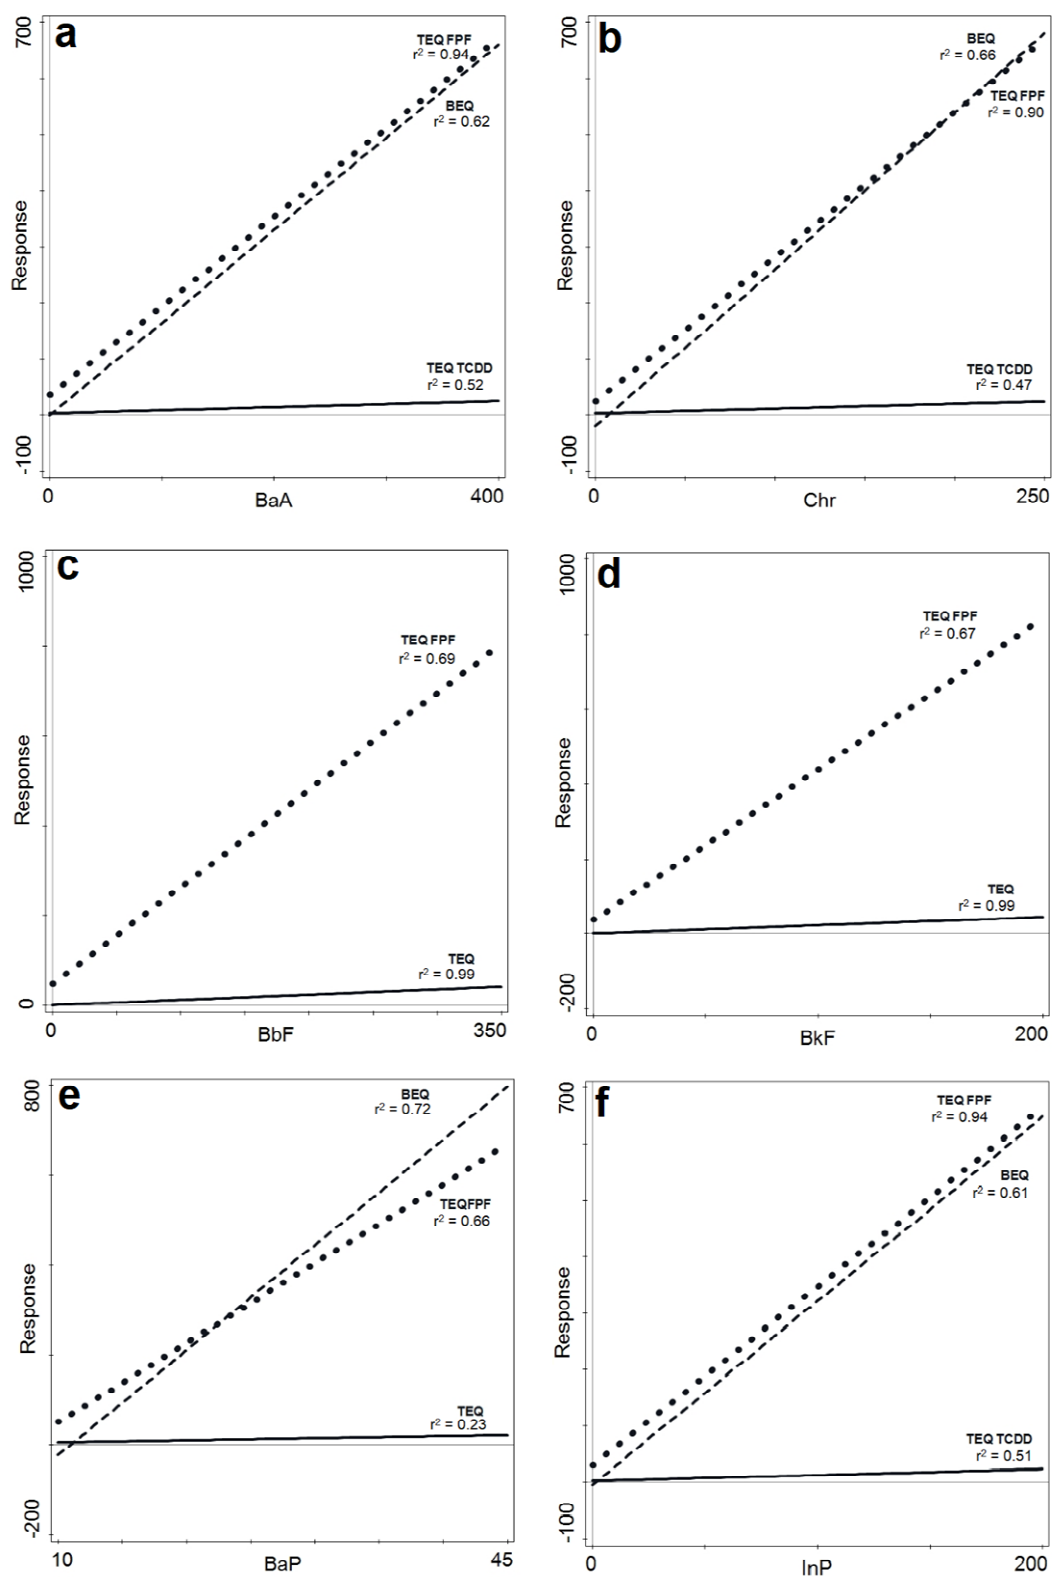 a
700
TEQ FPF
r² = 0.94
BEQ
r² = 0.62
Response
TEQ TCDD
r² = 0.52
-100
0
BaA
400
b
700
BEQ
r² = 0.66
TEQ FPF
r² = 0.90
Response
TEQ TCDD
r² = 0.47
-100
0
Chr
250
c
1000
TEQ FPF
r² = 0.69
Response
TEQ
r² = 0.99
0
0
BbF
350
d
1000
TEQ FPF
r² = 0.67
Response
TEQ
r² = 0.99
-200
0
BkF
200
e
800
BEQ
r² = 0.72
TEQFPF
r² = 0.66
Response
TEQ
r² = 0.23
-200
10
BaP
45
f
700
TEQ FPF
r² = 0.94
BEQ
r² = 0.61
Response
TEQ TCDD
r² = 0.51
-100
0
InP
200